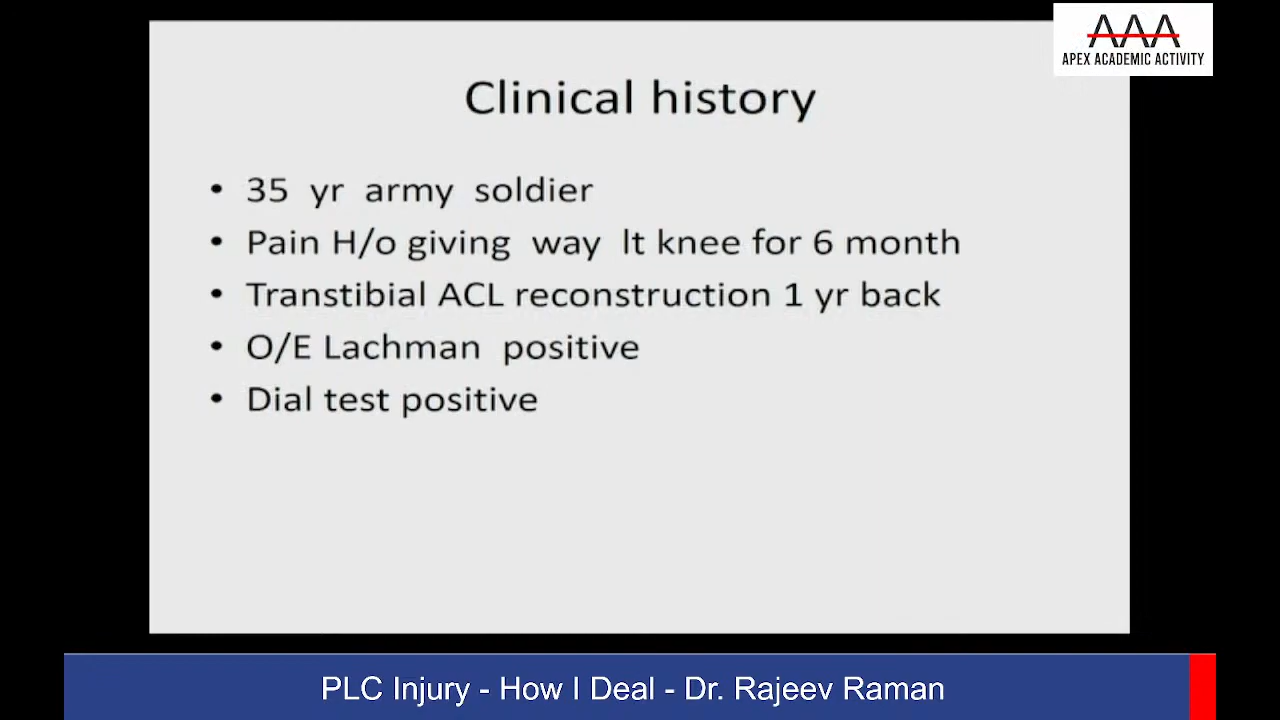 AAA
APEX ACADEMIC ACTIVITY
Clinical history
• 35 yr army soldier
• Pain H/o giving way lt knee for 6 month
• Transtibial ACL reconstruction 1 yr back
• O/E Lachman positive
• Dial test positive
PLC Injury - How I Deal - Dr. Rajeev Raman